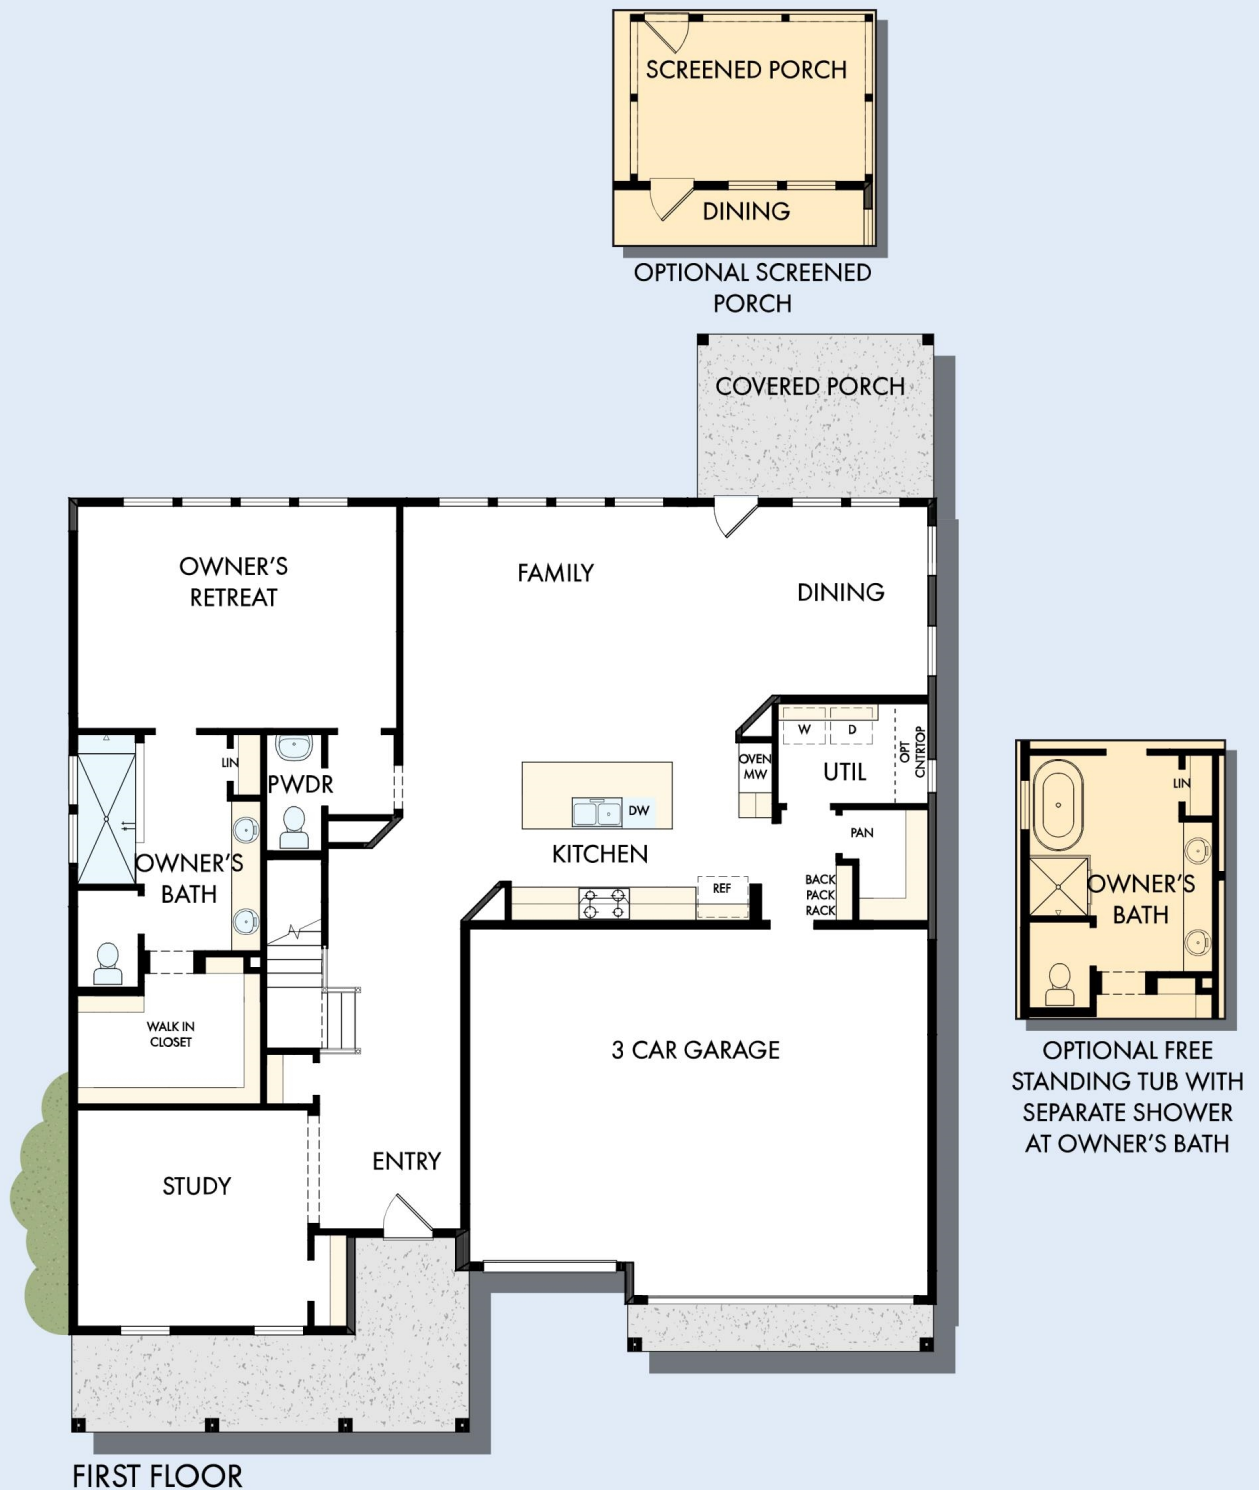 SCREENED PORCH
DINING
OPTIONAL SCREENED
PORCH
COVERED PORCH
OWNER'S
RETREAT
FAMILY
DINING
W
D
OPT
CNTRTOP
UTIL
OVEN
MW
LIN
PWDR
DW
KITCHEN
PAN
OWNER'S
BATH
REF
BACK
PACK
RACK
WALK IN
CLOSET
3 CAR GARAGE
STUDY
ENTRY
LIN
OWNER'S
BATH
OPTIONAL FREE
STANDING TUB WITH
SEPARATE SHOWER
AT OWNER'S BATH
FIRST FLOOR